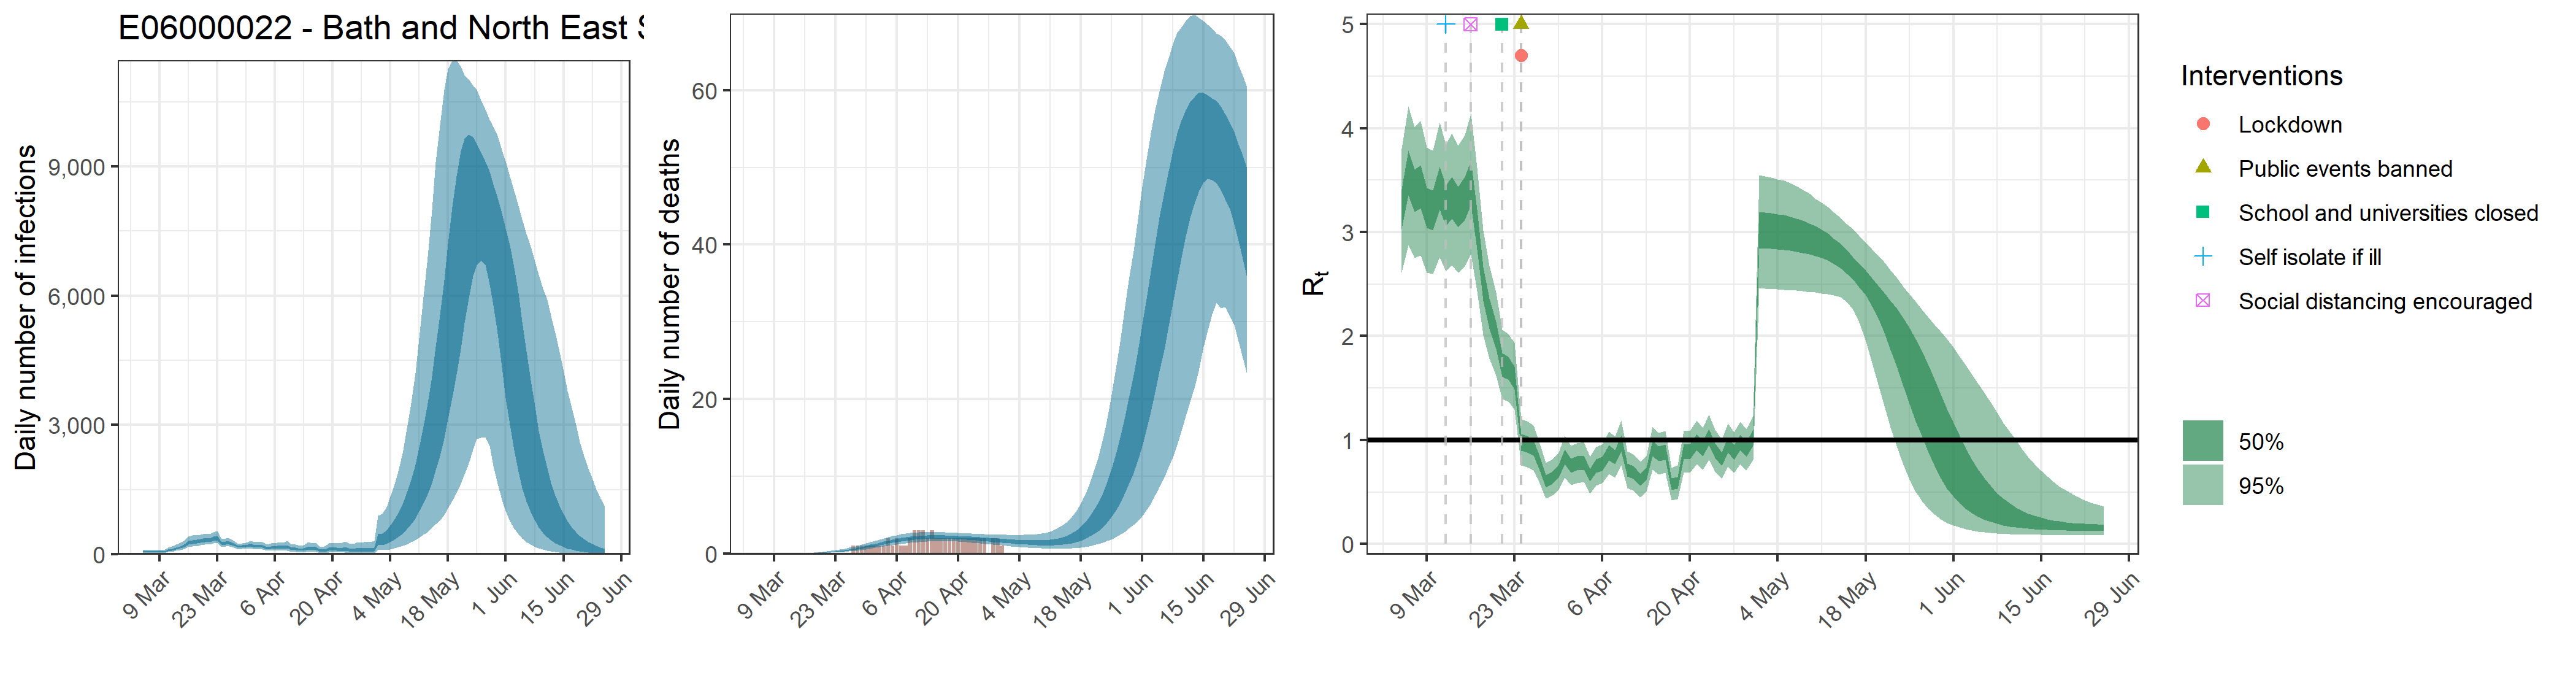 E06000022 - Bath and North East S
Daily number of infections
9,000
6,000
3,000
0
9 Mar
23 Mar
6 Apr
20 Apr
4 May
18 May
1 Jun
15 Jun
29 Jun
Daily number of deaths
60
40
20
0
9 Mar
23 Mar
6 Apr
20 Apr
4 May
18 May
1 Jun
15 Jun
29 Jun
Rt
5
4
3
2
1
0
9 Mar
23 Mar
6 Apr
20 Apr
4 May
18 May
1 Jun
15 Jun
29 Jun
Interventions
Lockdown
Public events banned
School and universities closed
Self isolate if ill
Social distancing encouraged
50%
95%